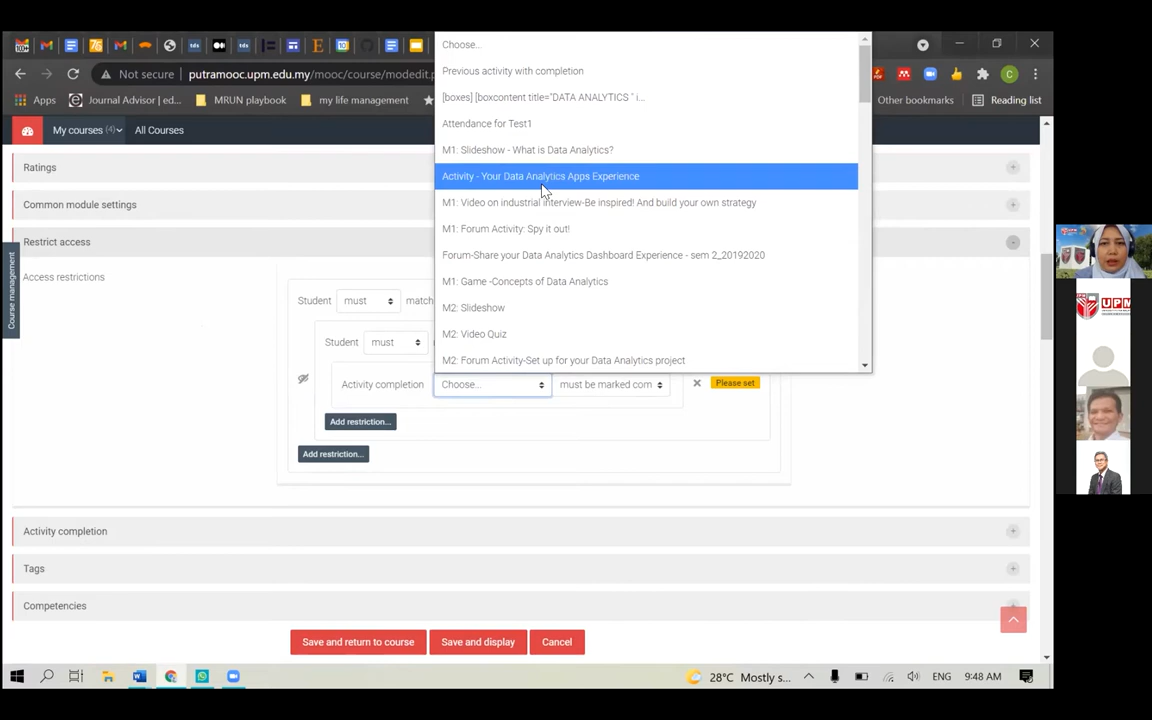 Choose...
Not secure
putramooc.upm.edu.my/mooc/course/modedit.p
Previous activity with completion
Apps
Journal Advisor / ed...
MRUN playbook
my life management
[boxes] [boxcontent title="DATA ANALYTICS " i...
Other bookmarks
Reading list
My courses (4)
All Courses
Attendance for Test1
M1: Slideshow - What is Data Analytics?
Ratings
Activity - Your Data Analytics Apps Experience
Common module settings
M1: Video on industrial interview-Be inspired! And build your own strategy
M1: Forum Activity: Spy it out!
Restrict access
Forum-Share your Data Analytics Dashboard Experience - sem 2_20192020
Access restrictions
M1: Game -Concepts of Data Analytics
Course management
Student must match
M2: Slideshow
M2: Video Quiz
Student must
M2: Forum Activity-Set up for your Data Analytics project
Activity completion Choose... must be marked com Please set
Add restriction...
Add restriction...
Activity completion
Tags
Competencies
Save and return to course
Save and display
Cancel
28°C Mostly s...
ENG
9:48 AM
UPM
C